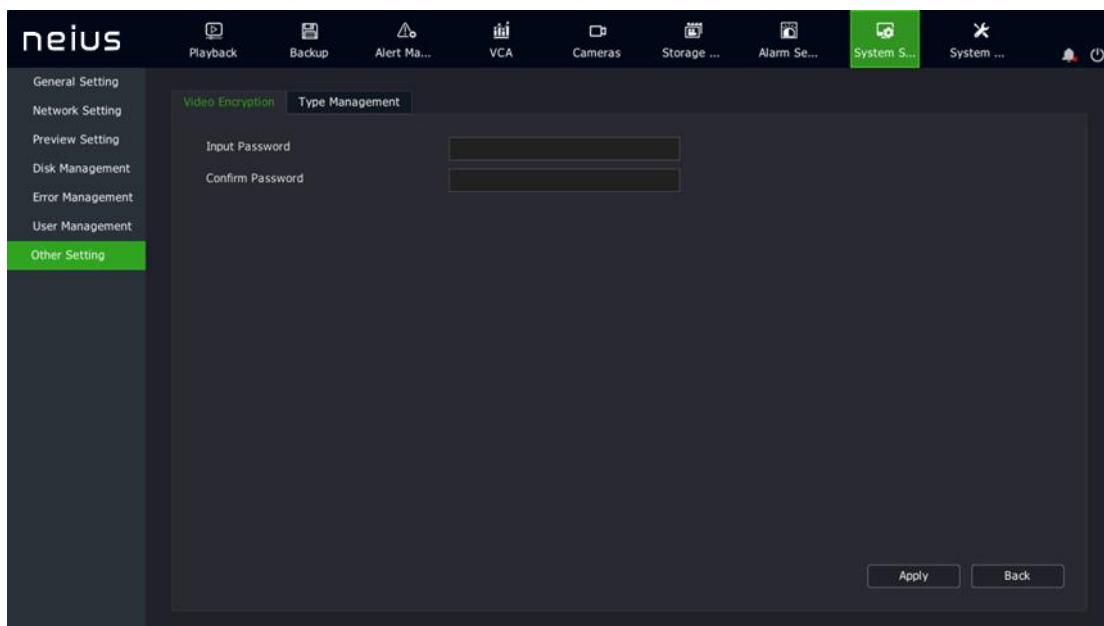 neius
Playback
Backup
Alert Ma...
VCA
Cameras
Storage ...
Alarm Se...
System S...
System ...
General Setting
Network Setting
Preview Setting
Disk Management
Error Management
User Management
Other Setting
Video Encryption
Type Management
Input Password
Confirm Password
Apply
Back